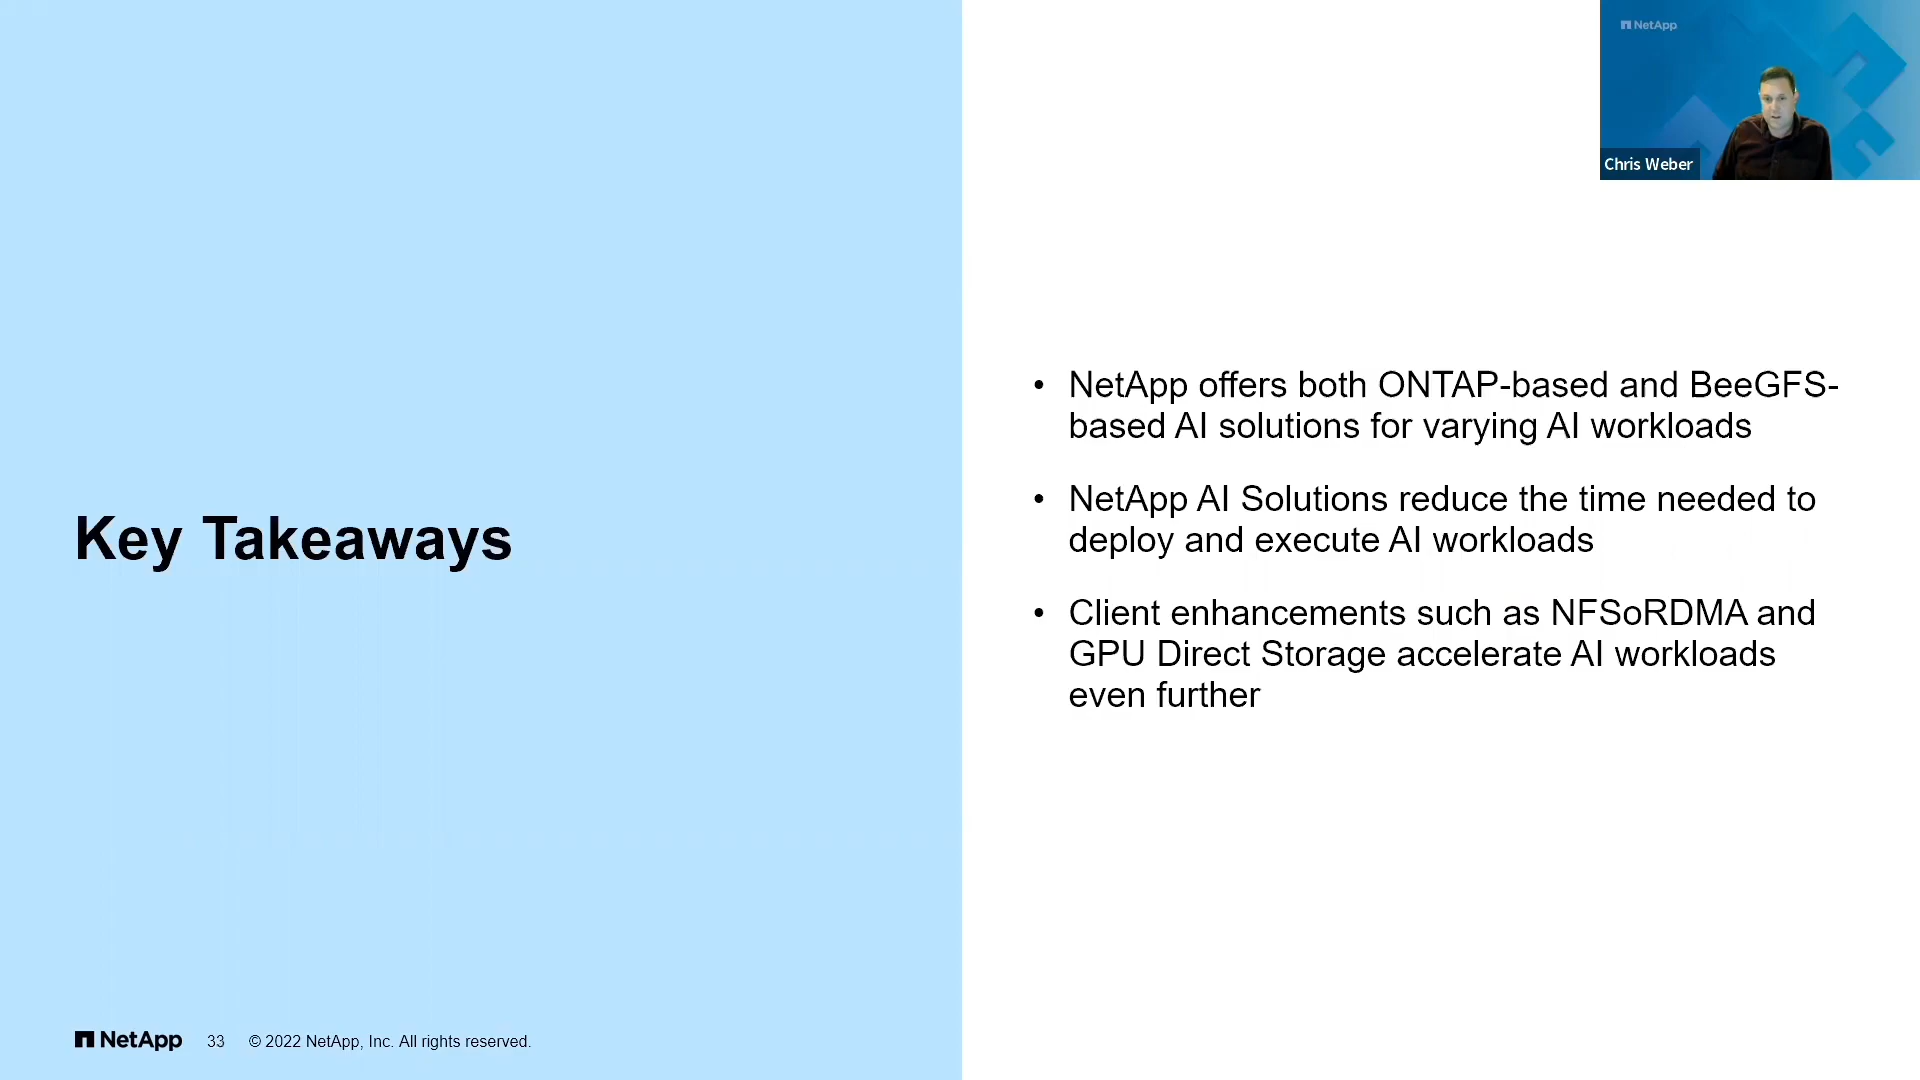 NetApp
Chris Weber
Key Takeaways
• NetApp offers both ONTAP-based and BeeGFS-
based AI solutions for varying AI workloads
• NetApp AI Solutions reduce the time needed to
deploy and execute AI workloads
• Client enhancements such as NFSoRDMA and
GPU Direct Storage accelerate AI workloads
even further
NetApp 33 © 2022 NetApp, Inc. All rights reserved.